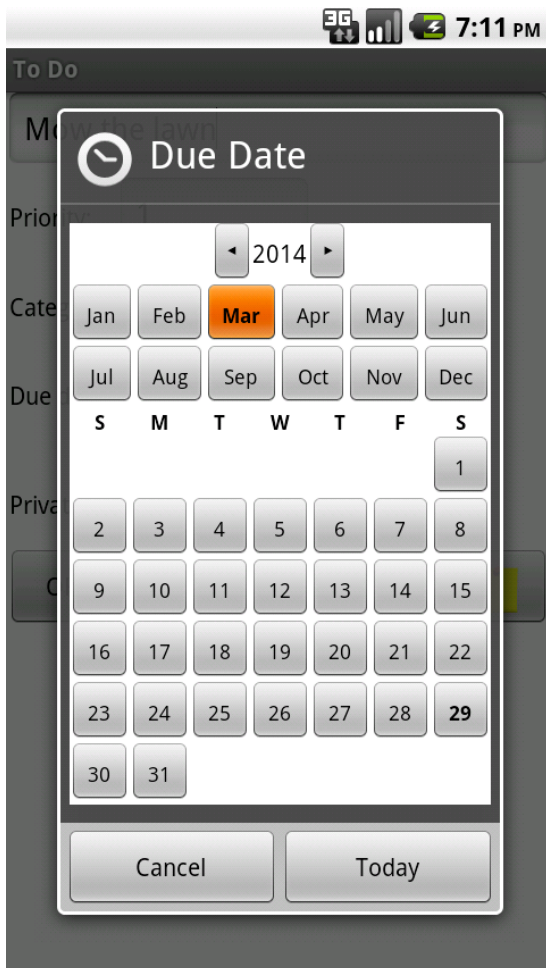 3G 7:11 PM
To Do
Mow the lawn
Due Date
Priority: 1
◂ 2014 ▸
Jan Feb Mar Apr May Jun
Jul Aug Sep Oct Nov Dec
Due
S M T W T F S
1
2 3 4 5 6 7 8
9 10 11 12 13 14 15
16 17 18 19 20 21 22
23 24 25 26 27 28 29
30 31
Cancel Today